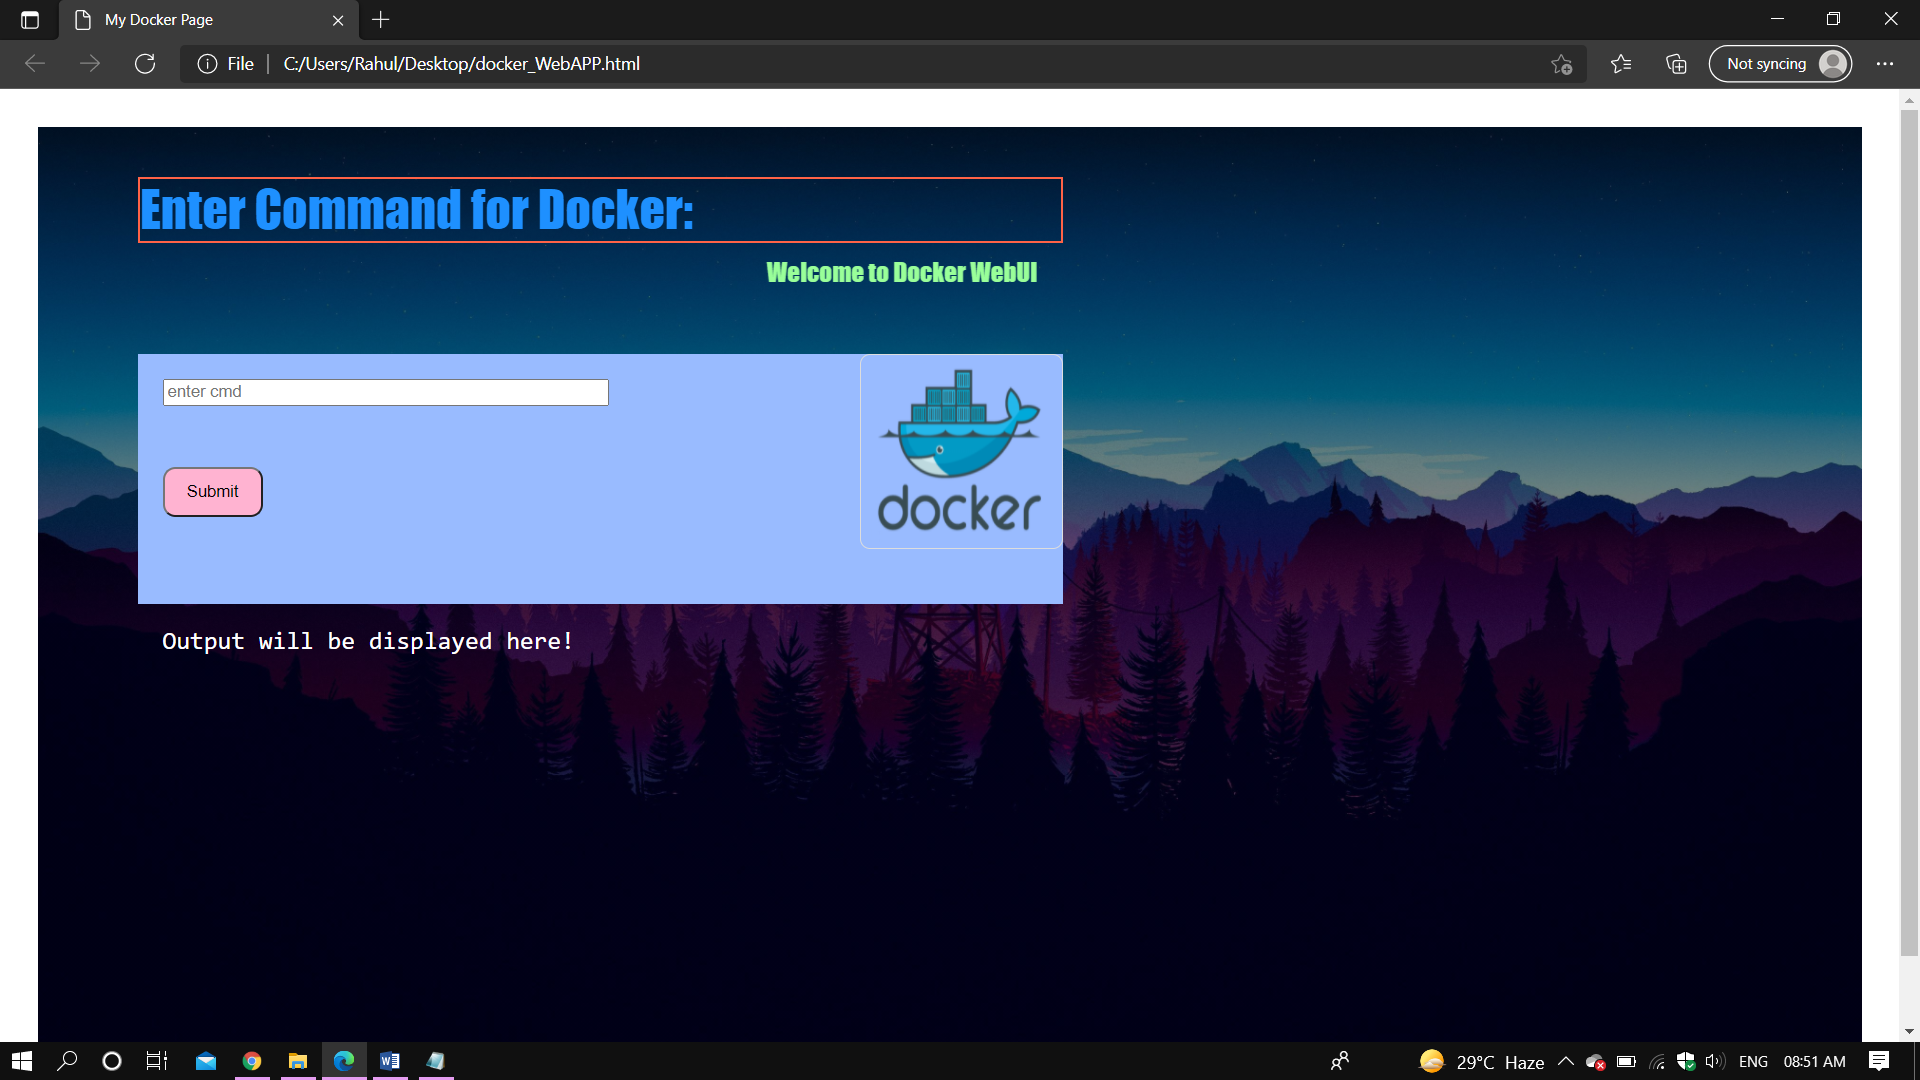 My Docker Page
File
C:/Users/Rahul/Desktop/docker_WebAPP.html
Not syncing
Enter Command for Docker:
Welcome to Docker WebUI
enter cmd
Submit
docker
Output will be displayed here!
29°C Haze
ENG
08:51 AM